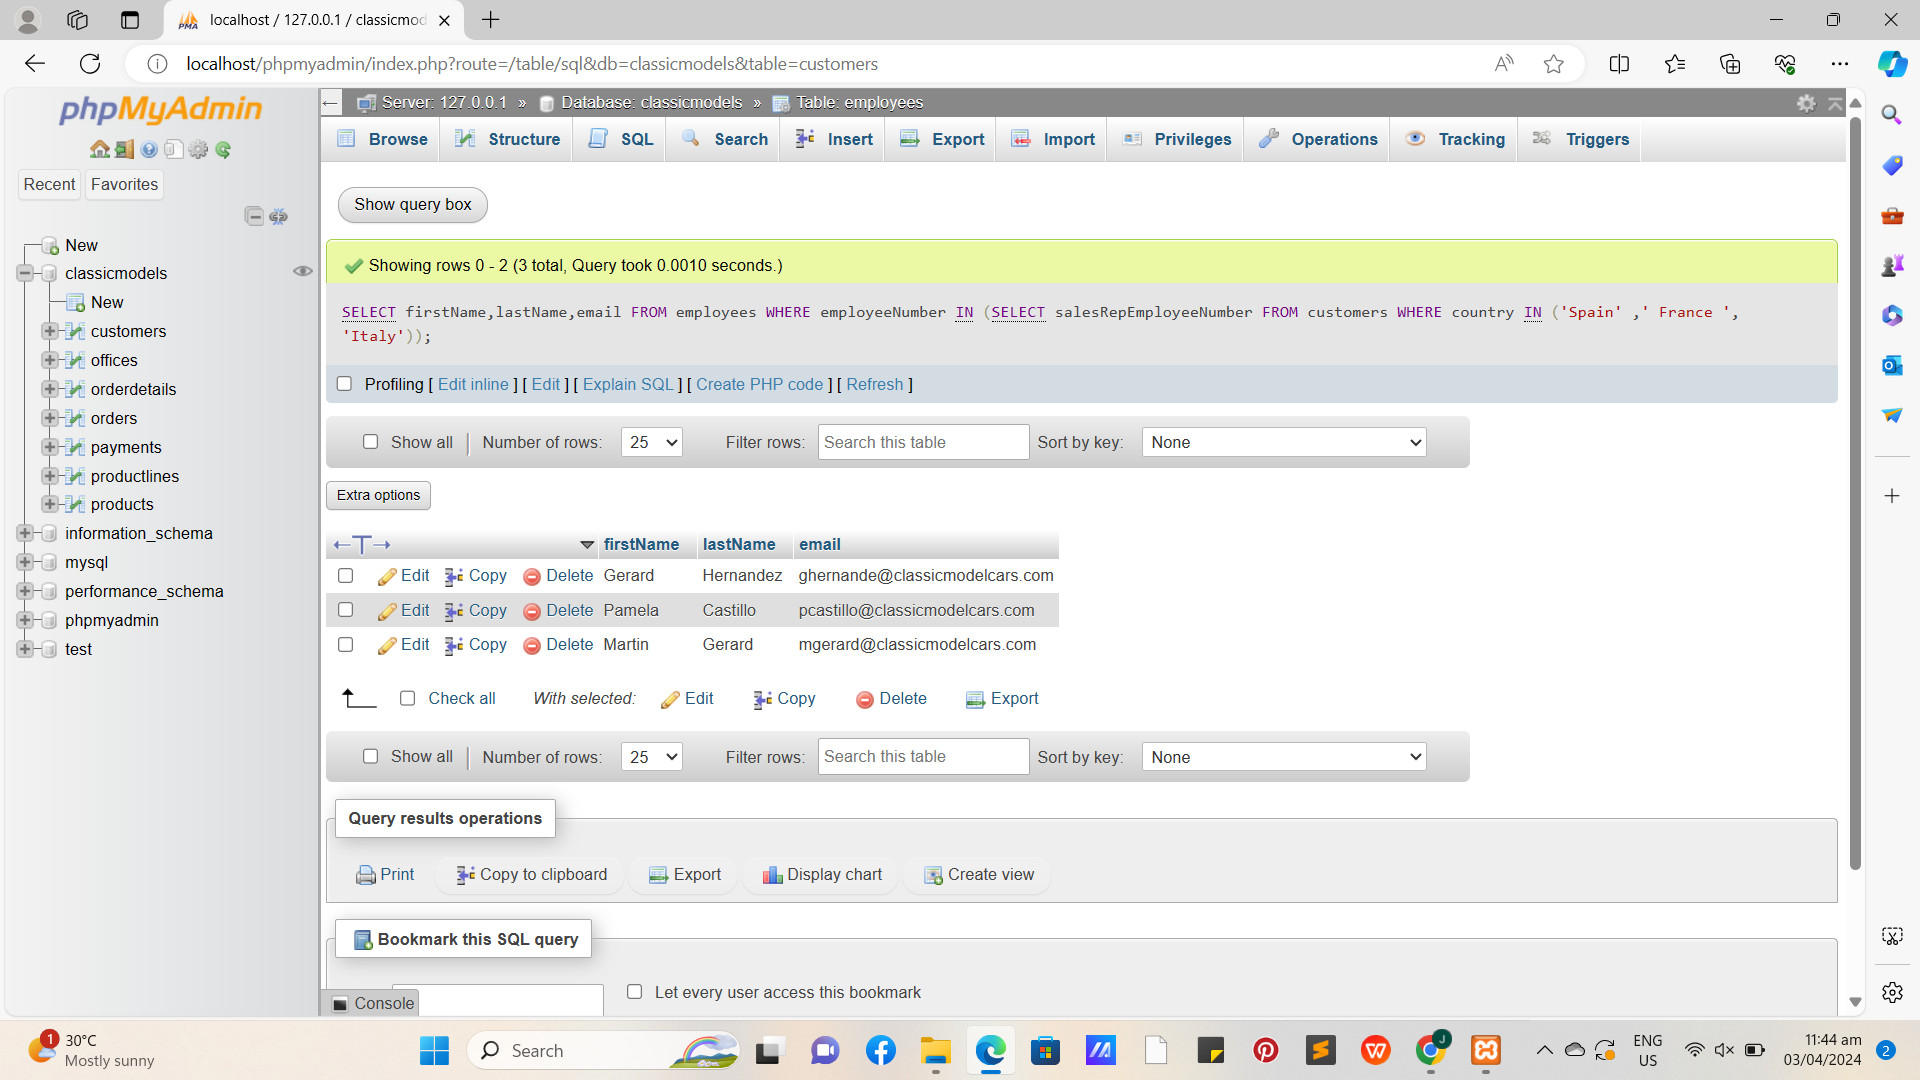 localhost / 127.0.0.1 / classicmod
localhost/phpmyadmin/index.php?route=/table/sql&db=classicmodels&table=customers
phpMyAdmin
Recent
Favorites
New
classicmodels
New
customers
offices
orderdetails
orders
payments
productlines
products
information_schema
mysql
performance_schema
phpmyadmin
test
Server: 127.0.0.1 » Database: classicmodels » Table: employees
Browse Structure SQL Search Insert Export Import Privileges Operations Tracking Triggers
Show query box
Showing rows 0 - 2 (3 total, Query took 0.0010 seconds.)
SELECT firstName,lastName,email FROM employees WHERE employeeNumber IN (SELECT salesRepEmployeeNumber FROM customers WHERE country IN ('Spain' ,' France ',
'Italy'));
Profiling [ Edit inline ] [ Edit ] [ Explain SQL ] [ Create PHP code ] [ Refresh ]
Show all Number of rows: 25 Filter rows: Search this table Sort by key: None
Extra options
firstName lastName email
Edit Copy Delete Gerard Hernandez ghernande@classicmodelcars.com
Edit Copy Delete Pamela Castillo pcastillo@classicmodelcars.com
Edit Copy Delete Martin Gerard mgerard@classicmodelcars.com
Check all With selected: Edit Copy Delete Export
Show all Number of rows: 25 Filter rows: Search this table Sort by key: None
Query results operations
Print Copy to clipboard Export Display chart Create view
Bookmark this SQL query
Let every user access this bookmark
Console
1
30°C
Mostly sunny
Search
J
ENG
US
11:44 am
03/04/2024
2